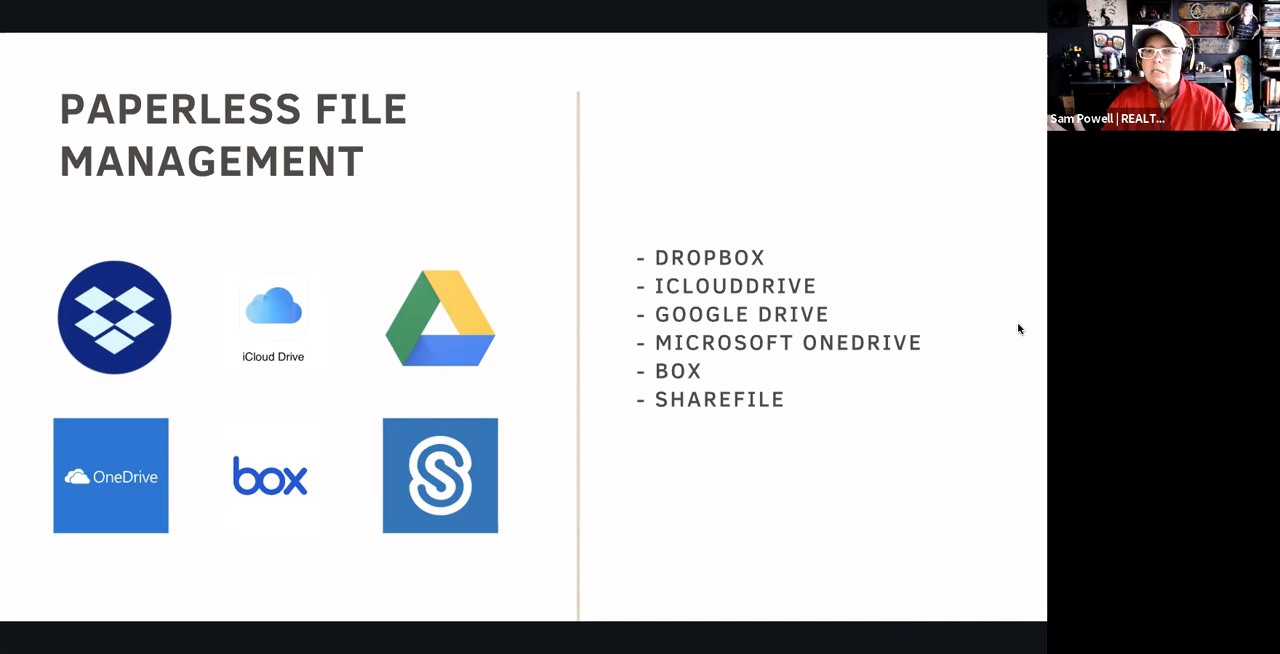 PAPERLESS FILE
MANAGEMENT
iCloud Drive
OneDrive
box
- DROPBOX
- ICLOUDDRIVE
- GOOGLE DRIVE
- MICROSOFT ONEDRIVE
- BOX
- SHAREFILE
Sam Powell | REALT...